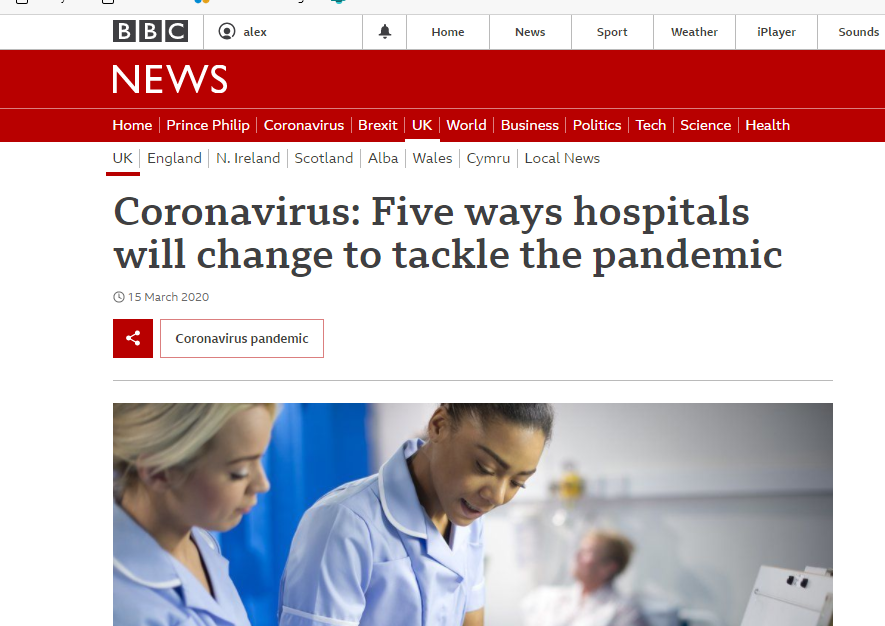 BBC alex Home News Sport Weather iPlayer Sounds
NEWS
Home Prince Philip Coronavirus Brexit UK World Business Politics Tech Science Health
UK England N. Ireland Scotland Alba Wales Cymru Local News
Coronavirus: Five ways hospitals
will change to tackle the pandemic
15 March 2020
Coronavirus pandemic